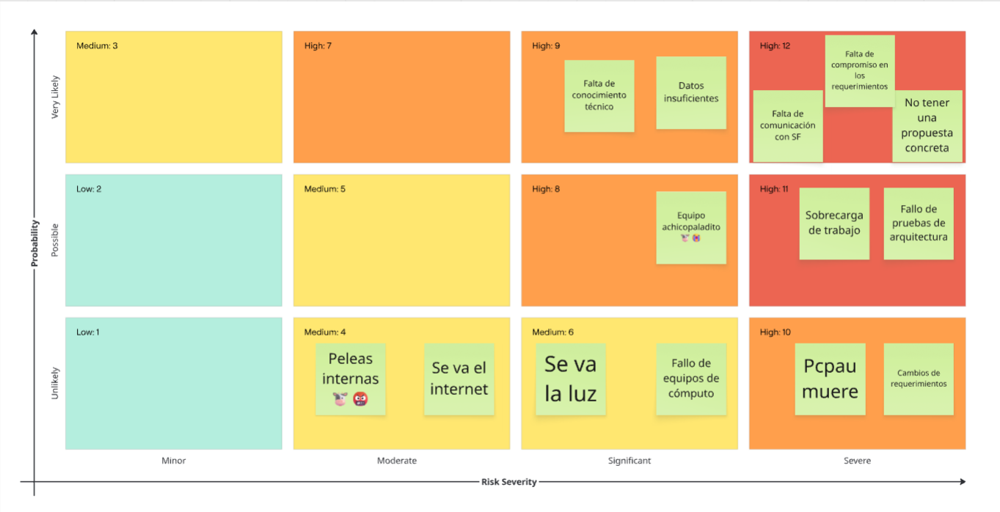 Medium: 3
High: 7
High: 9
Falta de
conocimiento
técnico
Datos
insuficientes
High: 12
Falta de
compromiso en
los
requerimientos
Falta de
comunicación
con SF
No tener
una
propuesta
concreta
Very Likely
Low: 2
Medium: 5
High: 8
Equipo
achicopaladito
High: 11
Sobrecarga
de trabajo
Fallo de
pruebas de
arquitectura
Possible
Probability
Low: 1
Medium: 4
Peleas
internas
Se va el
internet
Medium: 6
Se va
la luz
Fallo de
equipos de
cómputo
High: 10
Pcpau
muere
Cambios de
requerimientos
Unlikely
Minor
Moderate
Significant
Severe
Risk Severity